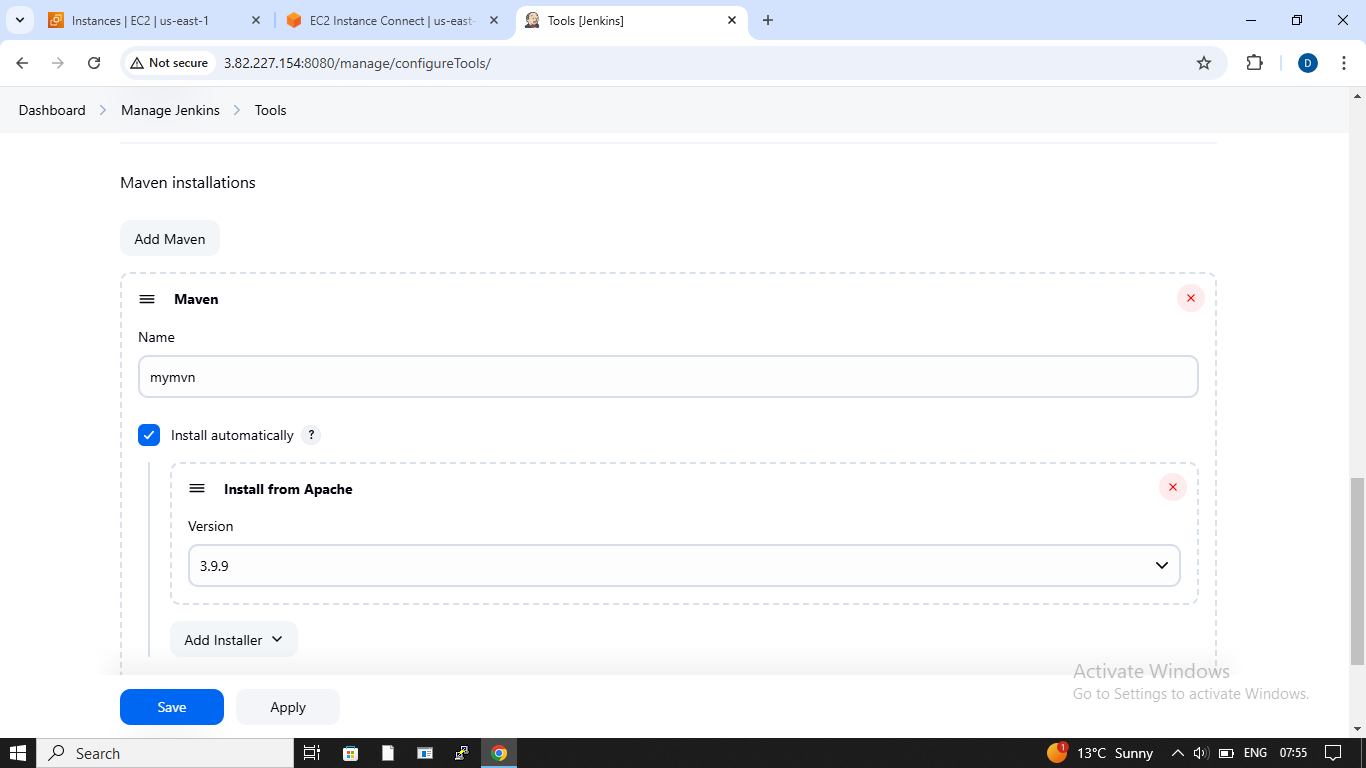 Instances | EC2 | us-east-1
EC2 Instance Connect | us-east-
Tools [Jenkins]
Not secure
3.82.227.154:8080/manage/configureTools/
D
Dashboard
Manage Jenkins
Tools
Maven installations
Add Maven
Maven
Name
mymvn
Install automatically
?
Install from Apache
Version
3.9.9
Add Installer
Activate Windows
Go to Settings to activate Windows.
Save
Apply
Search
1
13°C Sunny
ENG
07:55